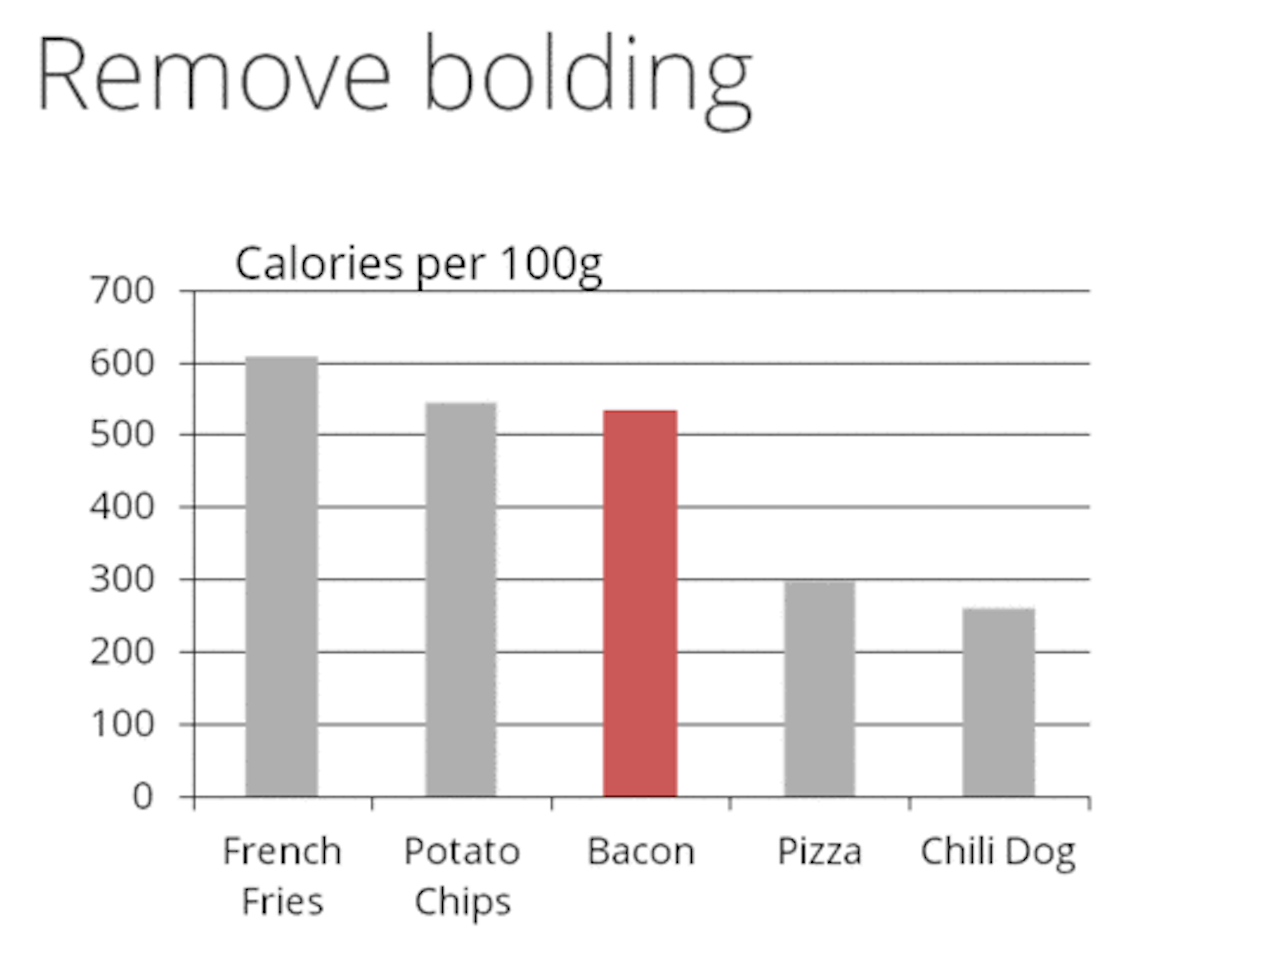 Remove bolding
Calories per 100g
700
600
500
400
300
200
100
0
French Fries
Potato Chips
Bacon
Pizza
Chili Dog